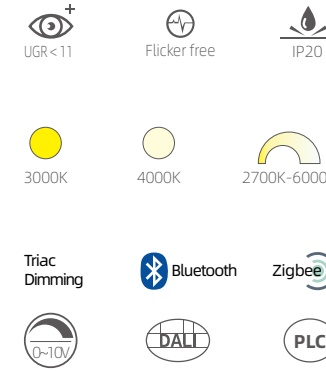 UGR<11
Flicker free
IP20
3000K
4000K
2700K-6000
Triac
Dimming
Bluetooth
Zigbee
0~10V
DALI
PLC